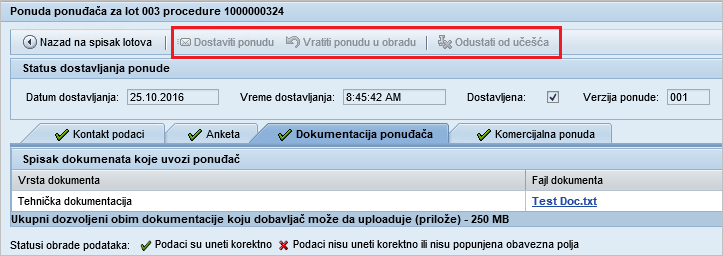 Ponuda ponuđača za lot 003 procedure 1000000324
Nazad na spisak lotova Dostaviti ponudu Vratiti ponudu u obradu Odustati od učešća
Status dostavljanja ponude
Datum dostavljanja: 25.10.2016 Vreme dostavljanja: 8:45:42 AM Dostavljena: Verzija ponude: 001
Kontakt podaci Anketa Dokumentacija ponuđača Komercijalna ponuda
Spisak dokumenata koje uvozi ponuđač
Vrsta dokumenta Fajl dokumenta
Tehnička dokumentacija Test Doc.txt
Ukupni dozvoljeni obim dokumentacije koju dobavljač može da uploaduje (prilože) - 250 MB
Statusi obrade podataka: Podaci su uneti korektno Podaci nisu uneti korektno ili nisu popunjena obavezna polja